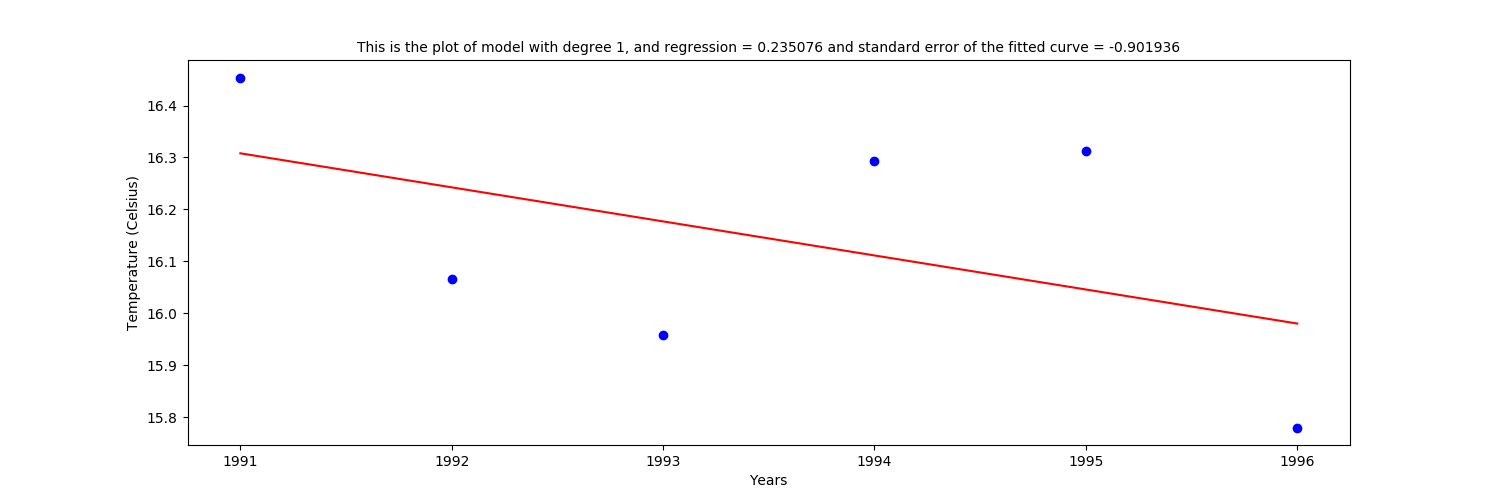 This is the plot of model with degree 1, and regression = 0.235076 and standard error of the fitted curve = -0.901936
Temperature (Celsius)
16.4
16.3
16.2
16.1
16.0
15.9
15.8
1991 1992 1993 1994 1995 1996
Years